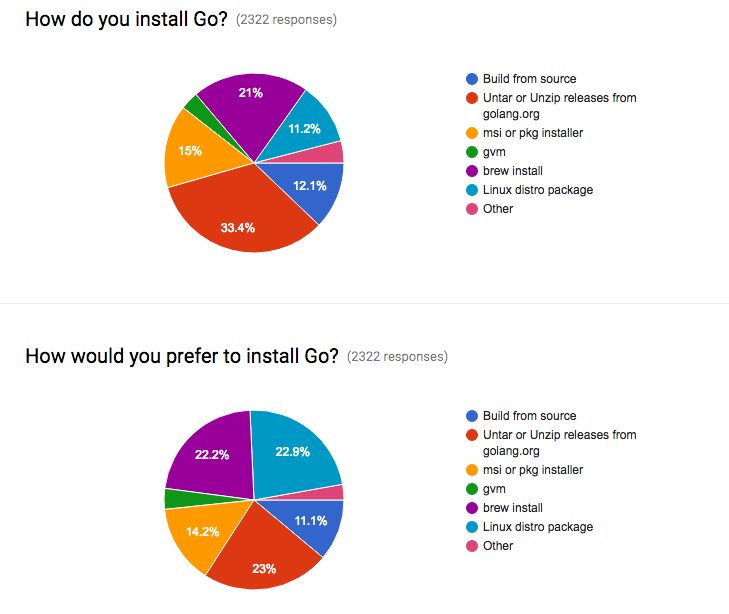 How do you install Go? (2322 responses)
21%
11.2%
15%
12.1%
33.4%
Build from source
Untar or Unzip releases from
golang.org
msi or pkg installer
gvm
brew install
Linux distro package
Other
How would you prefer to install Go? (2322 responses)
22.2%
22.9%
11.1%
14.2%
23%
Build from source
Untar or Unzip releases from
golang.org
msi or pkg installer
gvm
brew install
Linux distro package
Other